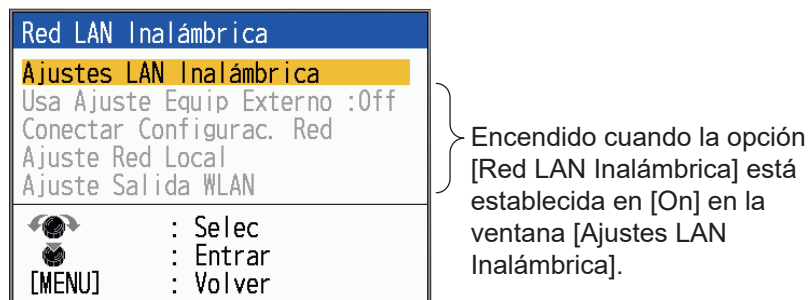 Red LAN Inalámbrica
Ajustes LAN Inalámbrica
Usa Ajuste Equip Externo :Off
Conectar Configurac. Red
Ajuste Red Local
Ajuste Salida WLAN
: Selec
: Entrar
[MENU] : Volver
Encendido cuando la opción
[Red LAN Inalámbrica] está
establecida en [On] en la
ventana [Ajustes LAN
Inalámbrica].